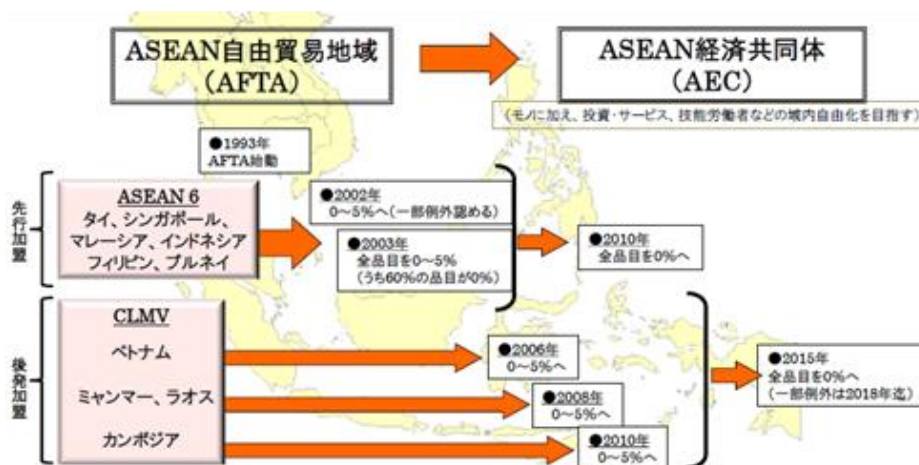 ASEAN自由貿易地域
(AFTA)
ASEAN経済共同体
(AEC)
(モノに加え、投資・サービス、技能労働者などの域内自由化を目指す)
●1993年
AFTA始動
先行加盟
ASEAN 6
タイ、シンガポール、
マレーシア、インドネシア
フィリピン、ブルネイ
●2002年
0〜5%へ(一部例外認める)
●2003年
全品目を0〜5%
(うち60%の品目が0%)
●2010年
全品目を0%へ
後発加盟
CLMV
ベトナム
ミャンマー、ラオス
カンボジア
●2006年
0〜5%へ
●2008年
0〜5%へ
●2010年
0〜5%へ
●2015年
全品目を0%へ
(一部例外は2018年迄)